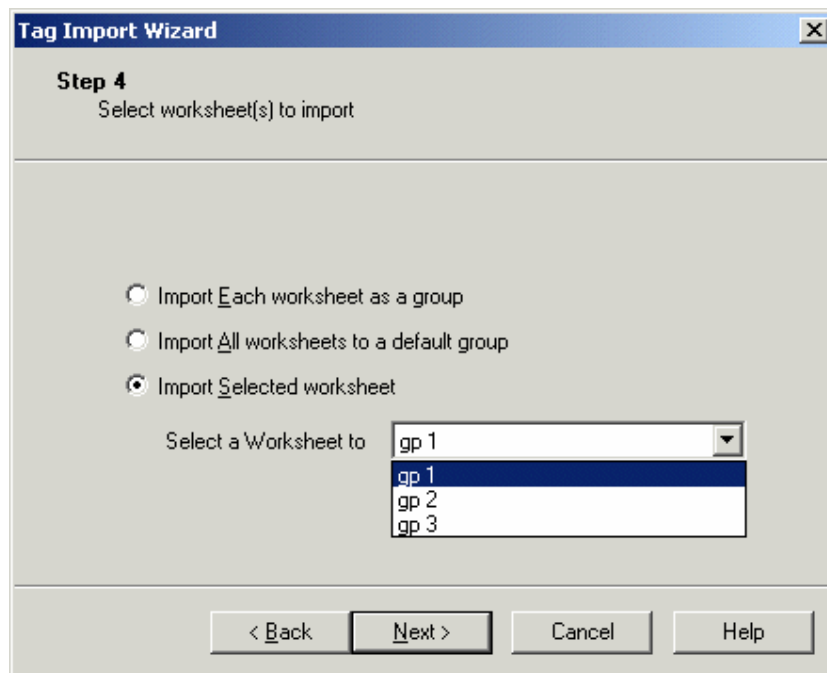 Tag Import Wizard
Step 4
Select worksheet(s) to import
Import Each worksheet as a group
Import All worksheets to a default group
Import Selected worksheet
Select a Worksheet to gp 1
gp 1
gp 2
gp 3
< Back Next > Cancel Help